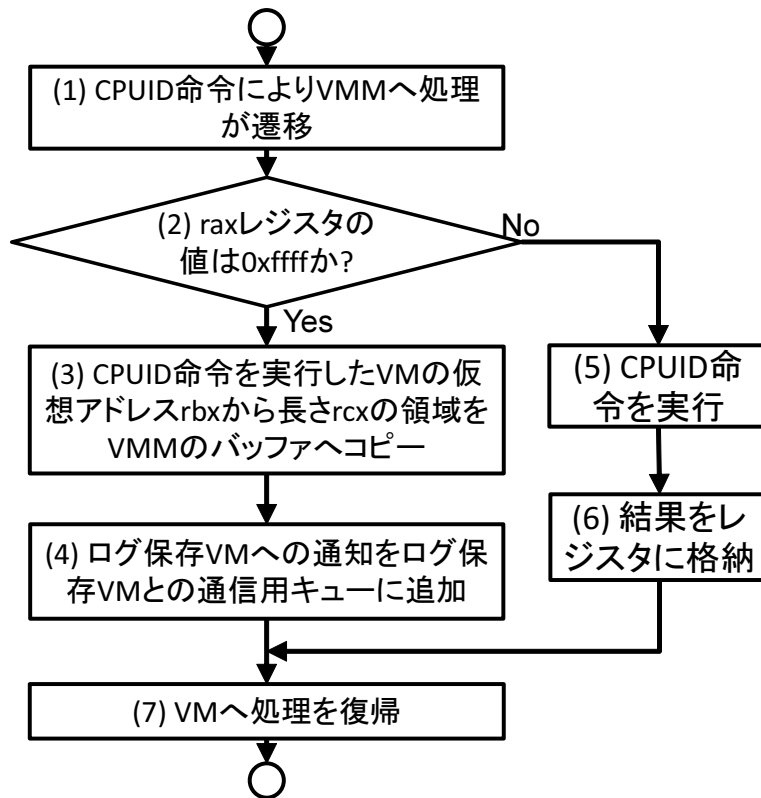 (1) CPUID命令によりVMMへ処理
が遷移
(2) raxレジスタの
値は0xffffか?
No
Yes
(3) CPUID命令を実行したVMの仮
想アドレスrbxから長さrcxの領域を
VMMのバッファへコピー
(5) CPUID命
令を実行
(4) ログ保存VMへの通知をログ保
存VMとの通信用キューに追加
(6) 結果をレ
ジスタに格納
(7) VMへ処理を復帰